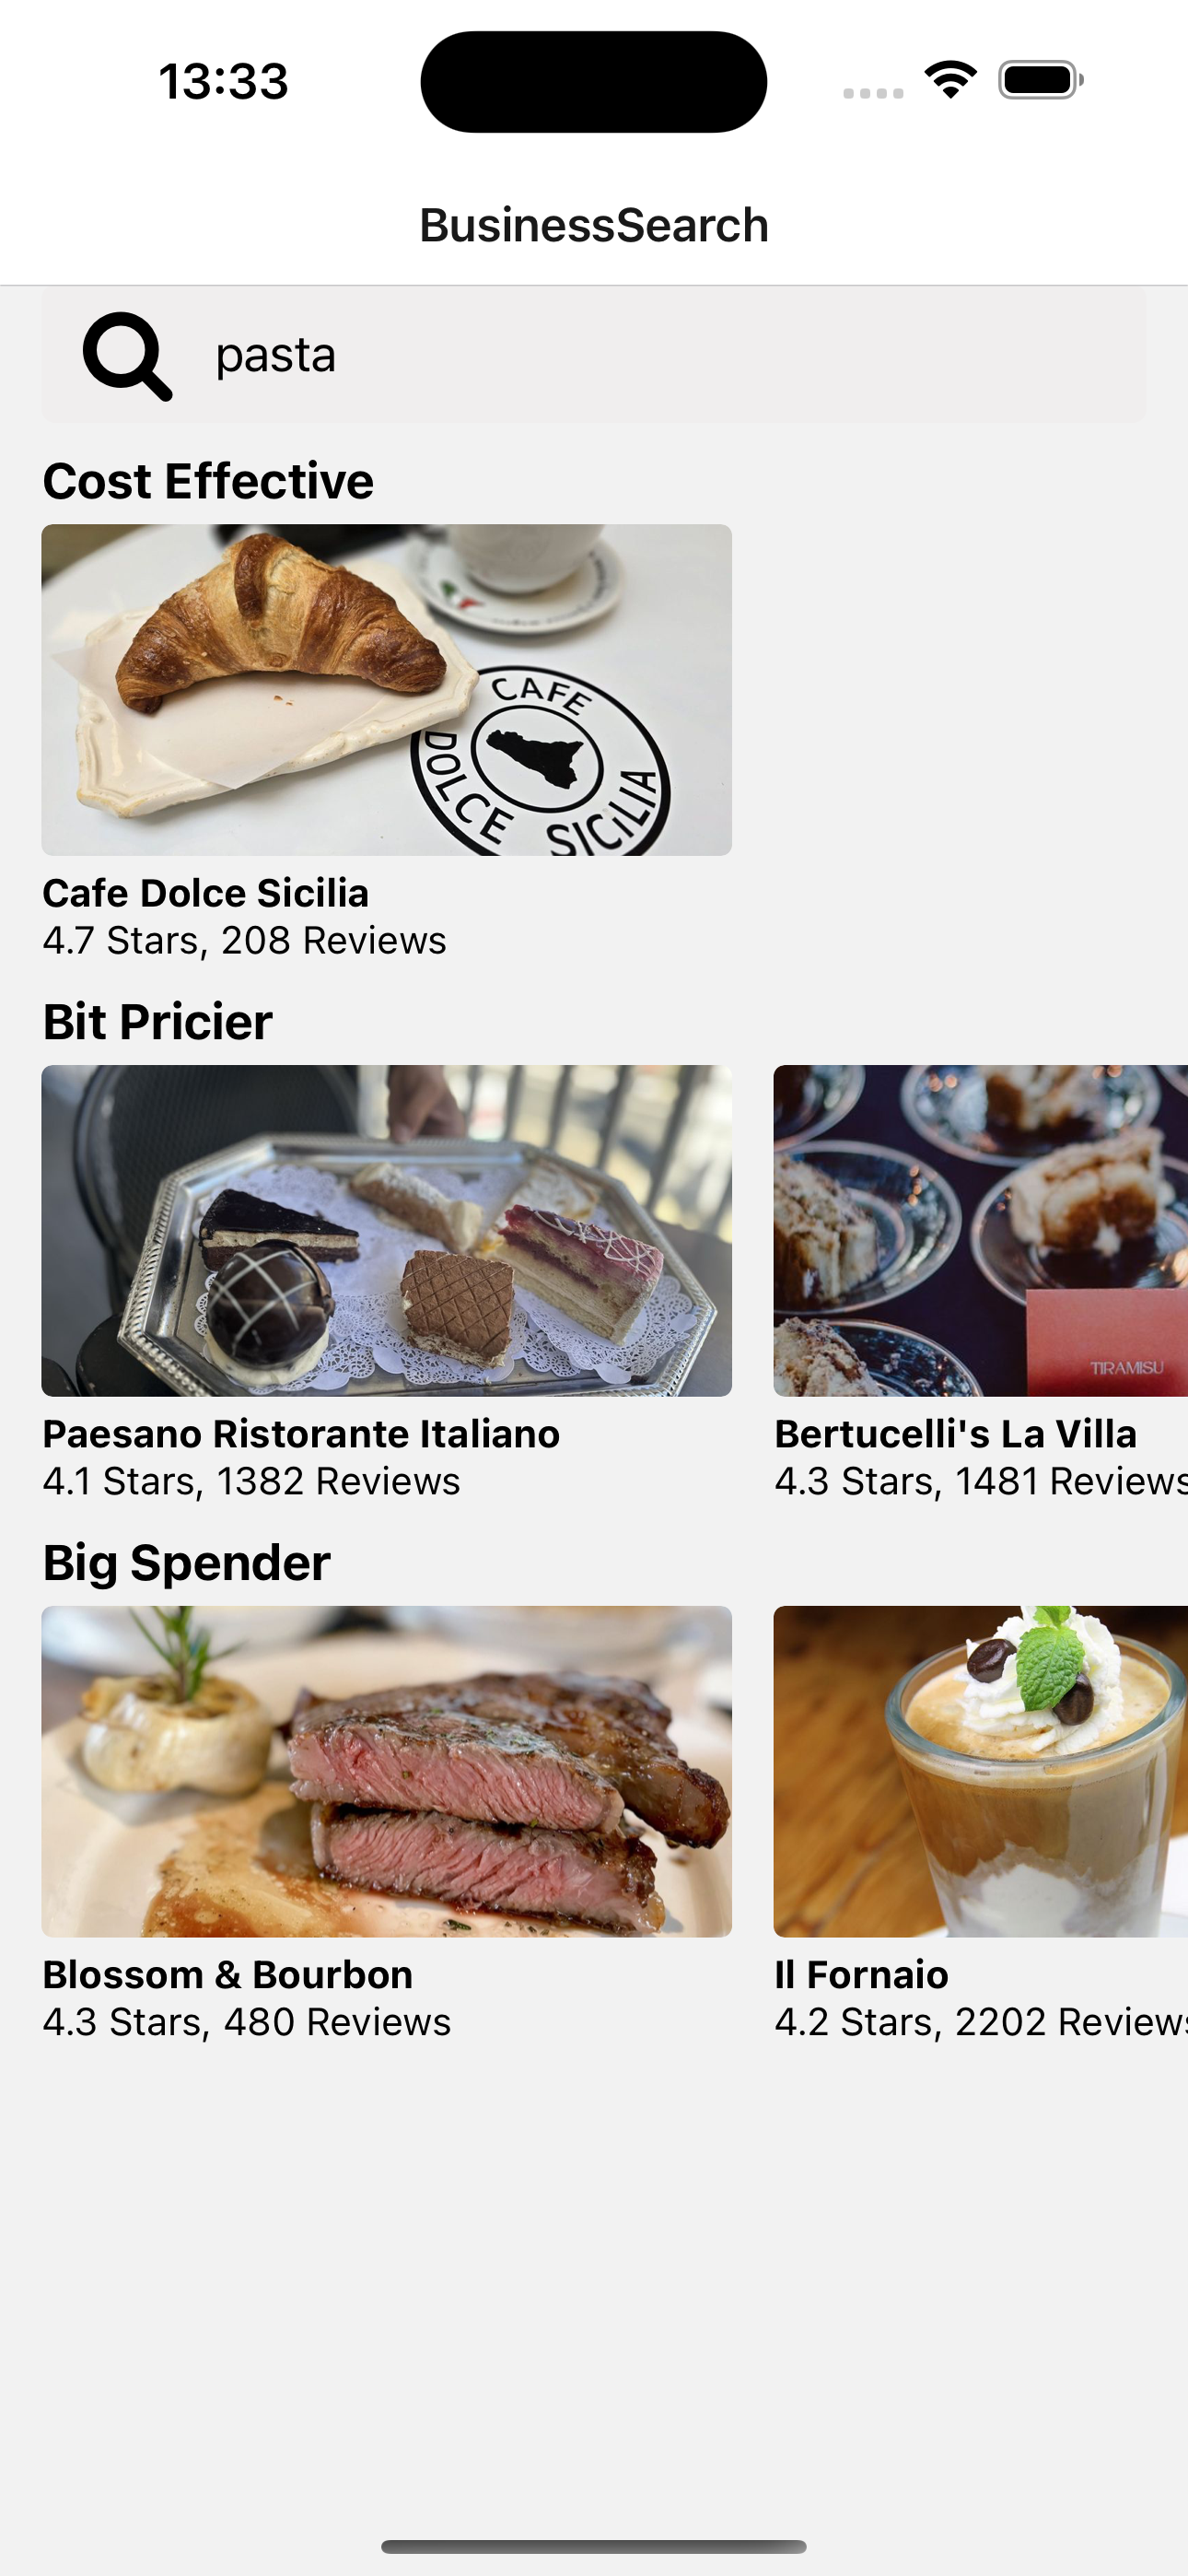 13:33
BusinessSearch
pasta
Cost Effective
CAFE
DOLCE SICILIA
Cafe Dolce Sicilia
4.7 Stars, 208 Reviews
Bit Pricier
TIRAMISU
Paesano Ristorante Italiano
Bertucelli's La Villa
4.1 Stars, 1382 Reviews
4.3 Stars, 1481 Reviews
Big Spender
Blossom & Bourbon
Il Fornaio
4.3 Stars, 480 Reviews
4.2 Stars, 2202 Reviews